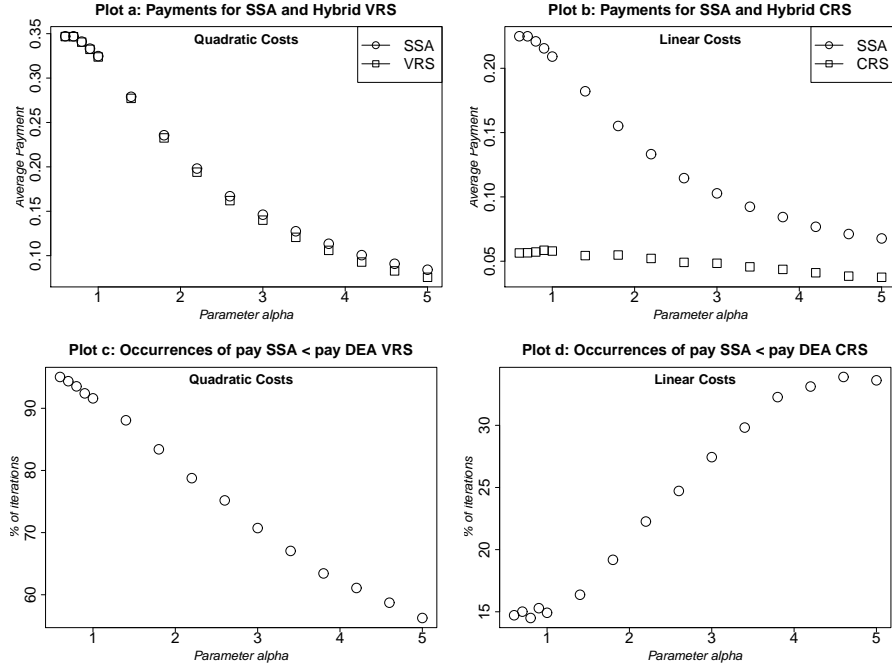 Plot a: Payments for SSA and Hybrid VRS
Quadratic Costs
SSA
VRS
Average Payment
0.35
0.30
0.25
0.20
0.15
0.10
1 2 3 4 5
Parameter alpha
Plot b: Payments for SSA and Hybrid CRS
Linear Costs
SSA
CRS
Average Payment
0.20
0.15
0.10
0.05
1 2 3 4 5
Parameter alpha
Plot c: Occurrences of pay SSA < pay DEA VRS
Quadratic Costs
% of iterations
90
80
70
60
1 2 3 4 5
Parameter alpha
Plot d: Occurrences of pay SSA < pay DEA CRS
Linear Costs
% of iterations
30
25
20
15
1 2 3 4 5
Parameter alpha